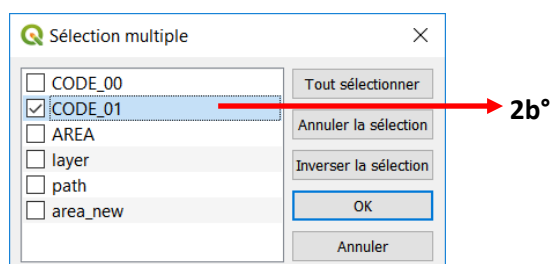 Sélection multiple
CODE_00
CODE_01
AREA
layer
path
area_new
Tout sélectionner
Annuler la sélection
Inverser la sélection
OK
Annuler
2b°